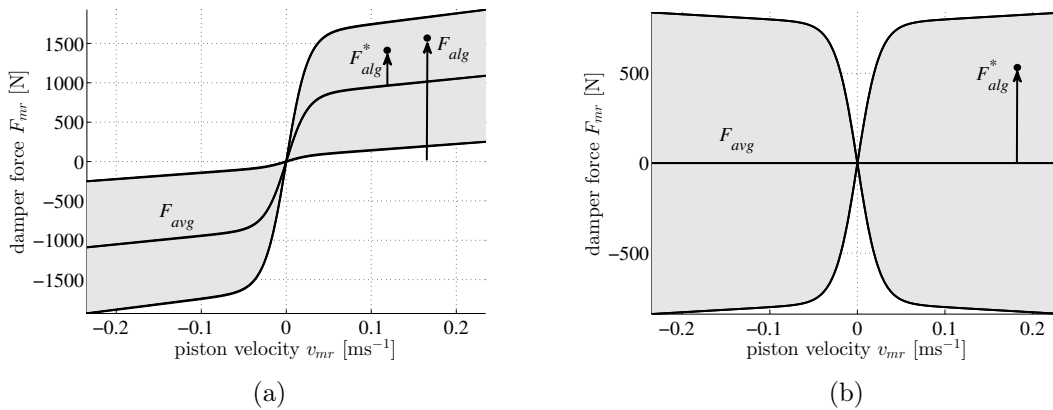 damper force F_mr [N]
1500
1000
500
0
−500
−1000
−1500
F*_alg
F_alg
F_avg
−0.2
−0.1
0
0.1
0.2
piston velocity v_mr [ms⁻¹]
(a)
damper force F_mr [N]
500
0
−500
F*_alg
F_avg
−0.2
−0.1
0
0.1
0.2
piston velocity v_mr [ms⁻¹]
(b)